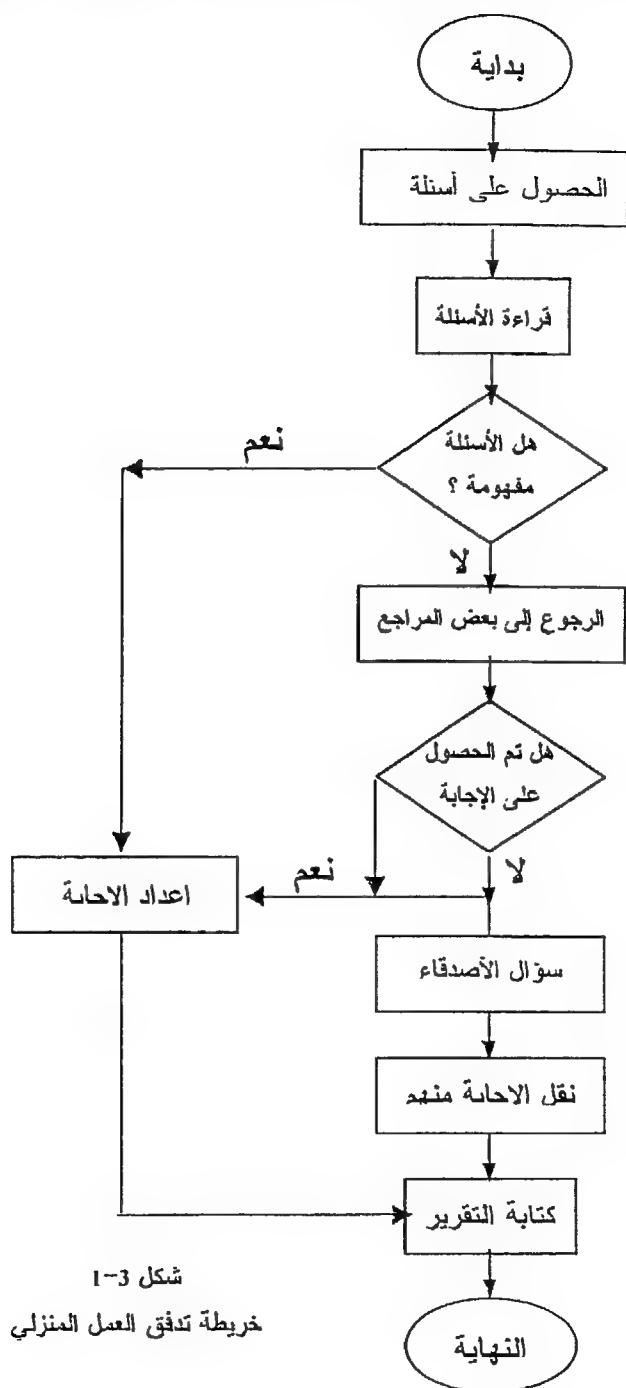 بداية
الحصول على أسئلة
قراءة الأسئلة
هل الأسئلة
مفهومة ؟
نعم
لا
الرجوع إلى بعض المراجع
هل تم الحصول
على الإجابة
لا
نعم
اعداد الاجابة
سؤال الأصدقاء
نقل الاجابة منهم
كتابة التقرير
شكل 3-1
خريطة تدفق العمل المنزلي
النهاية